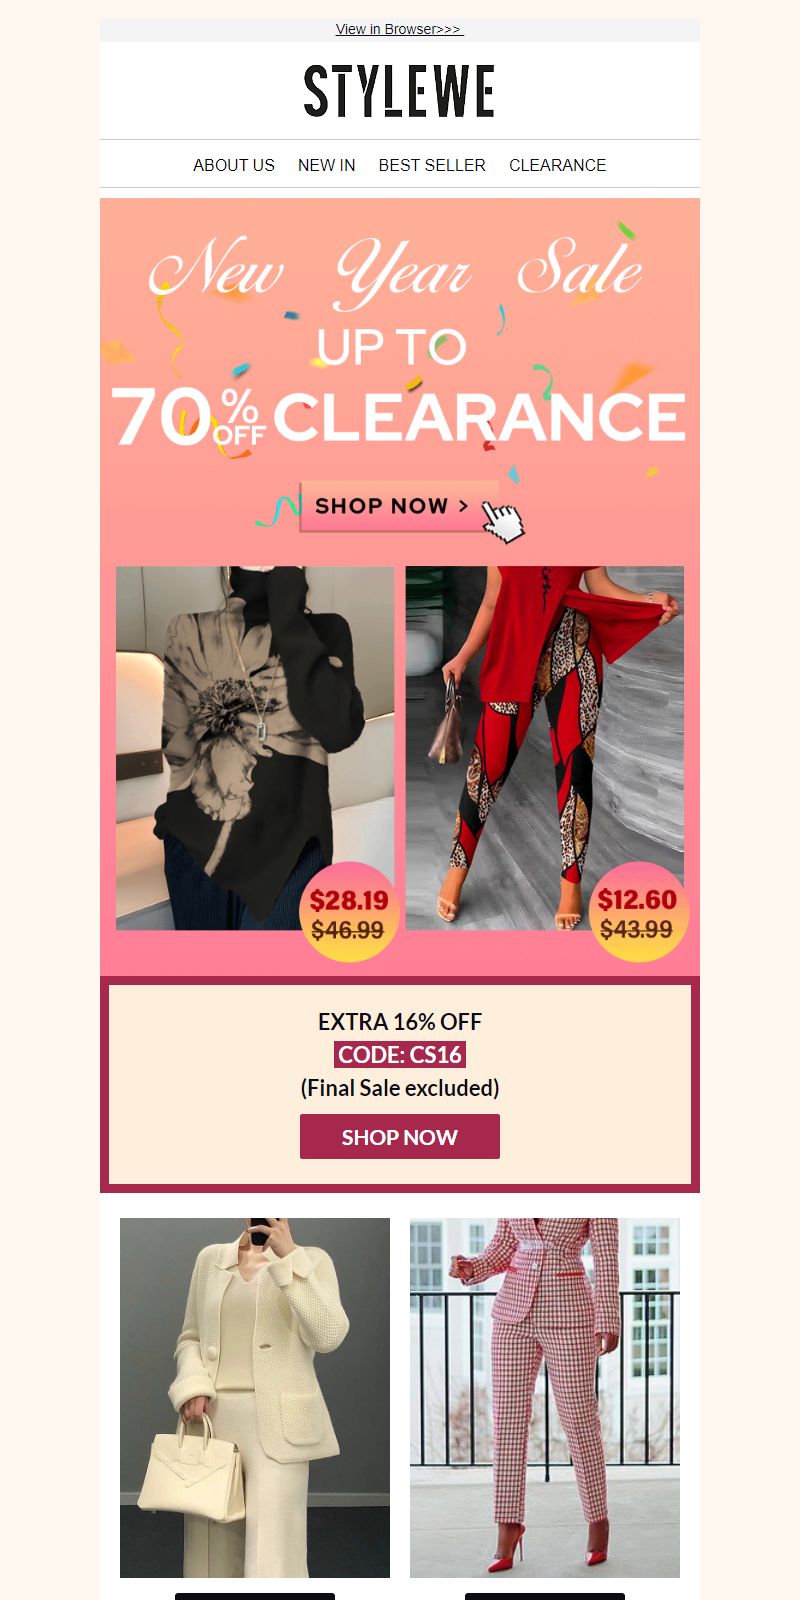 View in Browser>>>
STYLEWE
ABOUT US NEW IN BEST SELLER CLEARANCE
New Year Sale
UP TO
70% OFF CLEARANCE
SHOP NOW >
$28.19
$46.99
$12.60
$43.99
EXTRA 16% OFF
CODE: CS16
(Final Sale excluded)
SHOP NOW